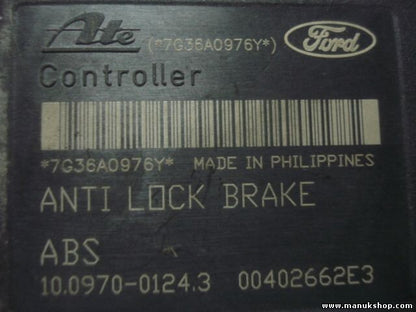 Ate (*7G36A0976Y*) Ford
Controller
*7G36A0976Y* MADE IN PHILIPPINES
ANTI LOCK BRAKE
ABS
10.0970-0124.3 00402662E3
www.manukshop.com